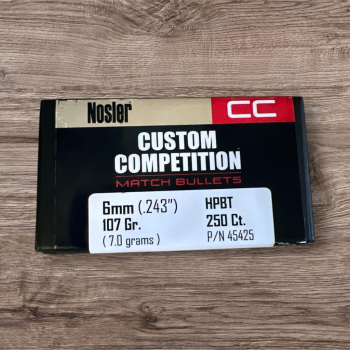 Nosler CC
CUSTOM
COMPETITION
MATCH BULLETS
6mm (.243") HPBT
107 Gr. 250 Ct.
( 7.0 grams ) P/N 45425